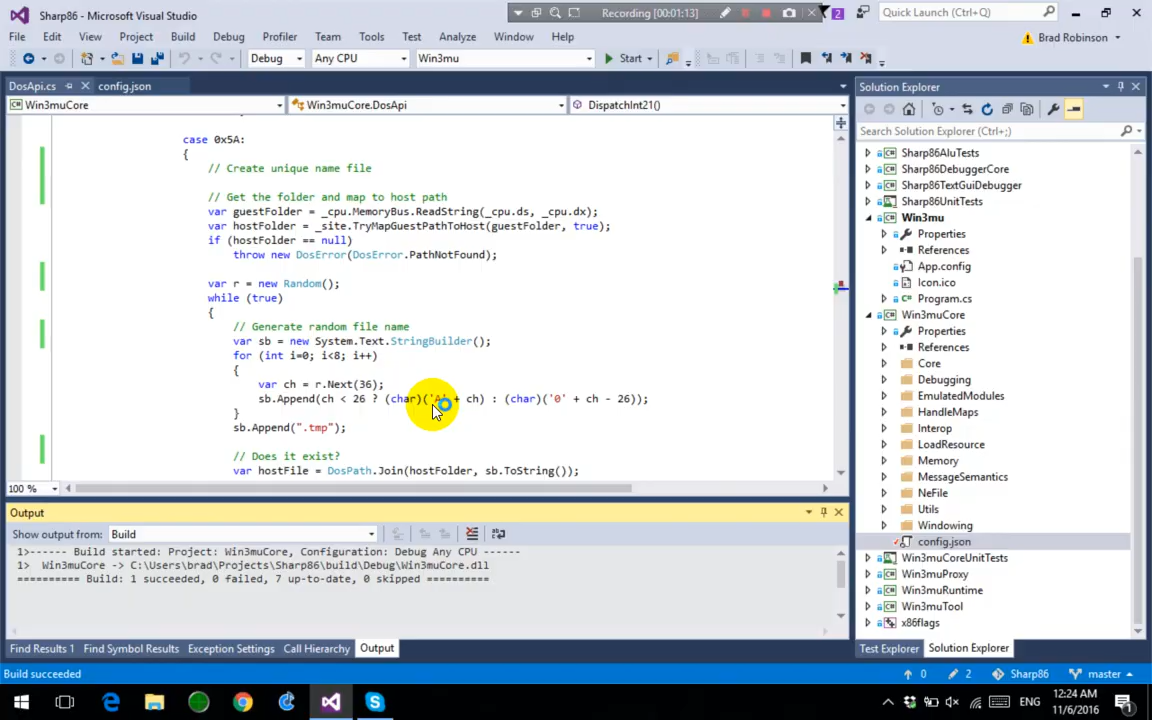 Sharp86 - Microsoft Visual Studio
Recording [00:01:13]
2
Quick Launch (Ctrl+Q)
File Edit View Project Build Debug Profiler Team Tools Test Analyze Window Help
Brad Robinson
Debug Any CPU Win3mu Start
DosApi.cs config.json
Win3muCore Win3muCore.DosApi DispatchInt21()
case 0x5A:
{
// Create unique name file
// Get the folder and map to host path
var guestFolder = _cpu.MemoryBus.ReadString(_cpu.ds, _cpu.dx);
var hostFolder = _site.TryMapGuestPathToHost(guestFolder, true);
if (hostFolder == null)
throw new DosError(DosError.PathNotFound);
var r = new Random();
while (true)
{
// Generate random file name
var sb = new System.Text.StringBuilder();
for (int i=0; i<8; i++)
{
var ch = r.Next(36);
sb.Append(ch < 26 ? (char)('A' + ch) : (char)('0' + ch - 26));
}
sb.Append(".tmp");
// Does it exist?
var hostFile = DosPath.Join(hostFolder, sb.ToString());
100 %
Output
Show output from: Build
1>------ Build started: Project: Win3muCore, Configuration: Debug Any CPU ------
1> Win3muCore -> C:\Users\brad\Projects\Sharp86\build\Debug\Win3muCore.dll
========== Build: 1 succeeded, 0 failed, 7 up-to-date, 0 skipped ==========
Find Results 1 Find Symbol Results Exception Settings Call Hierarchy Output
Solution Explorer
Search Solution Explorer (Ctrl+;)
Sharp86AluTests
Sharp86DebuggerCore
Sharp86TextGuiDebugger
Sharp86UnitTests
Win3mu
Properties
References
App.config
Icon.ico
Program.cs
Win3muCore
Properties
References
Core
Debugging
EmulatedModules
HandleMaps
Interop
LoadResource
Memory
MessageSemantics
NeFile
Utils
Windowing
config.json
Win3muCoreUnitTests
Win3muProxy
Win3muRuntime
Win3muTool
x86flags
Test Explorer Solution Explorer
Build succeeded
0 2 Sharp86 master
ENG
12:24 AM
11/6/2016
1